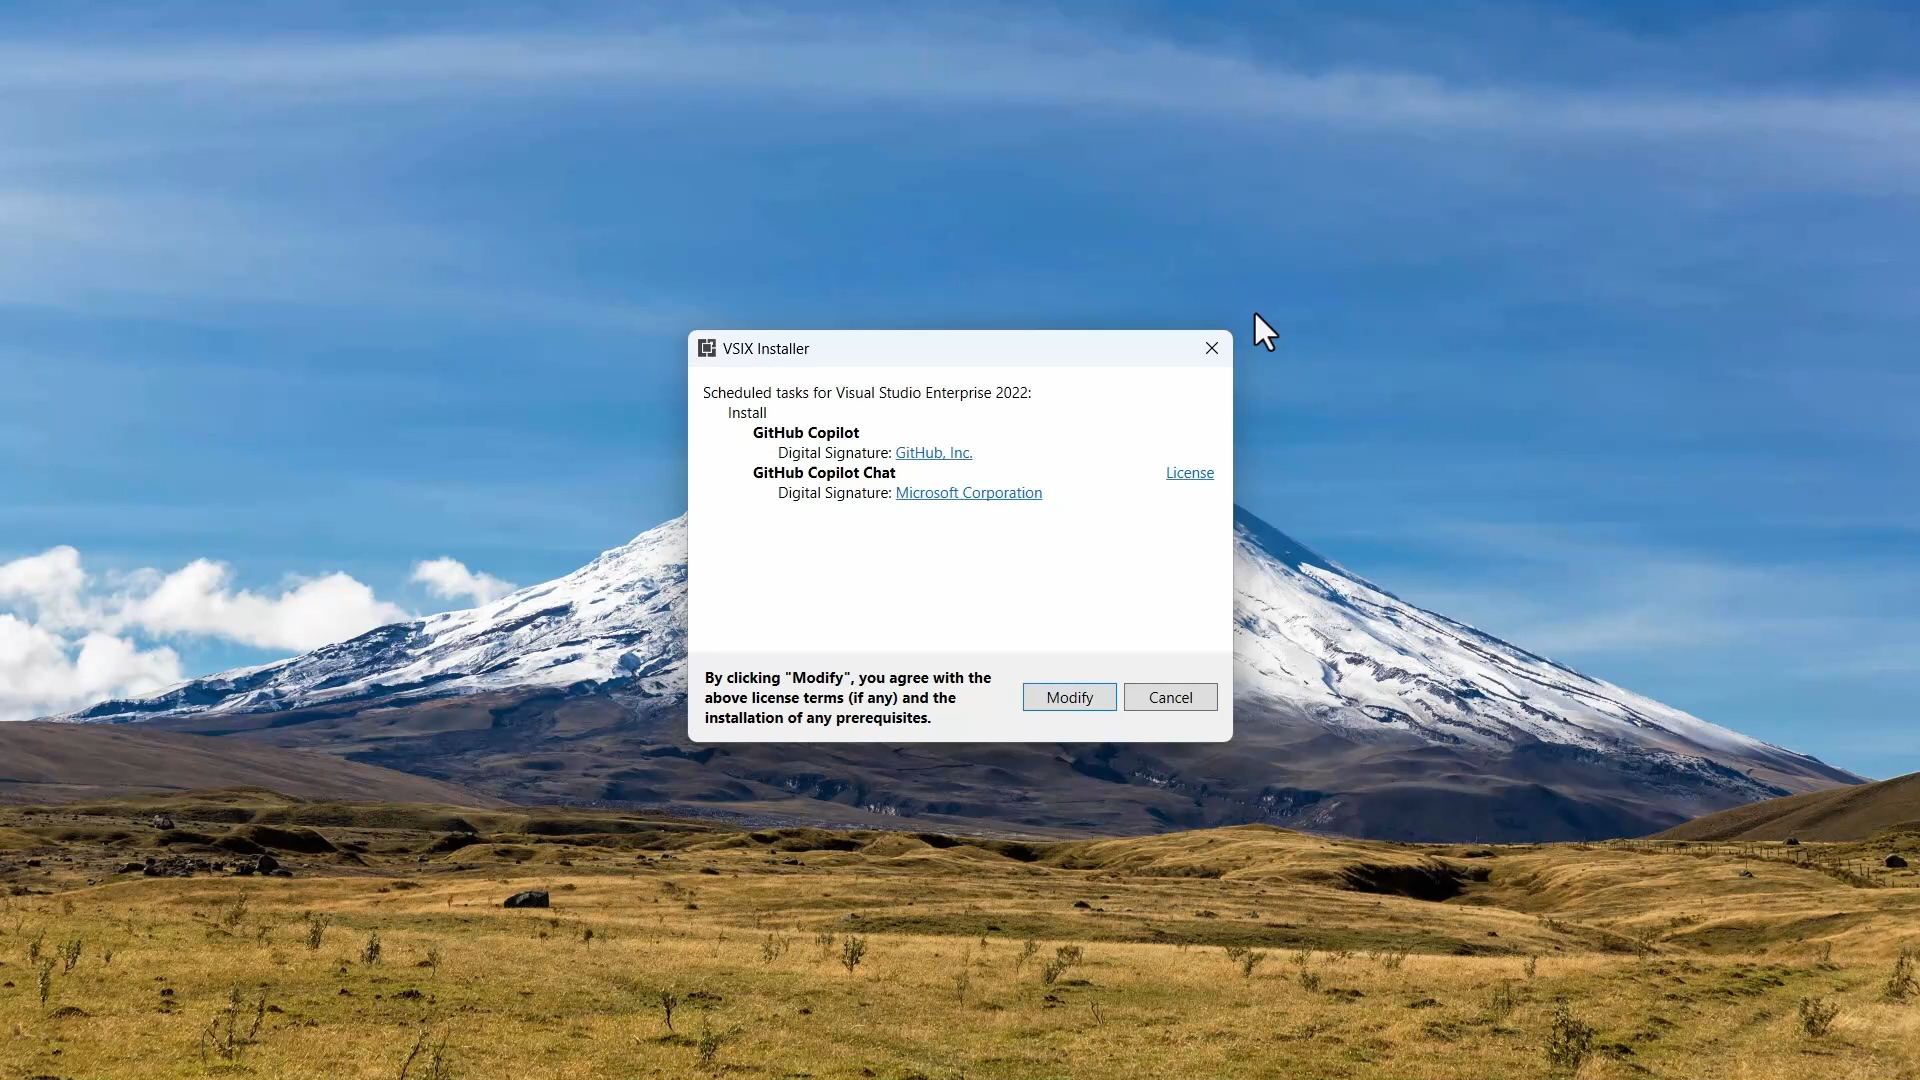 VSIX Installer
Scheduled tasks for Visual Studio Enterprise 2022:
Install
GitHub Copilot
Digital Signature: GitHub, Inc.
GitHub Copilot Chat License
Digital Signature: Microsoft Corporation
By clicking "Modify", you agree with the
above license terms (if any) and the
installation of any prerequisites.
Modify Cancel